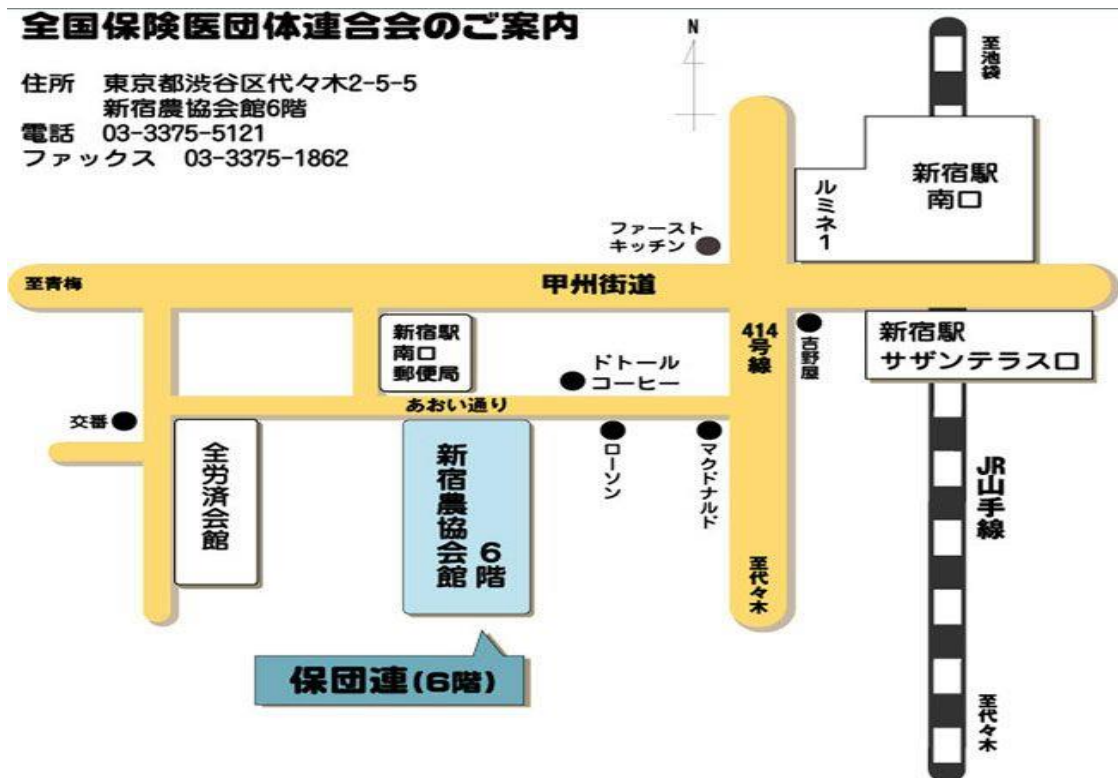 全国保険医団体連合会のご案内
住所　東京都渋谷区代々木2-5-5
新宿農協会館6階
電話　03-3375-5121
ファックス　03-3375-1862
N
至池袋
新宿駅
南口
ルミネ1
ファースト
キッチン
至青梅
甲州街道
新宿駅
南口
郵便局
ドトール
コーヒー
414号線
吉野屋
新宿駅
サザンテラス口
あおい通り
交番
全労済会館
新宿農協会館
6階
ローソン
マクドナルド
JR山手線
至代々木
保団連(6階)
至代々木